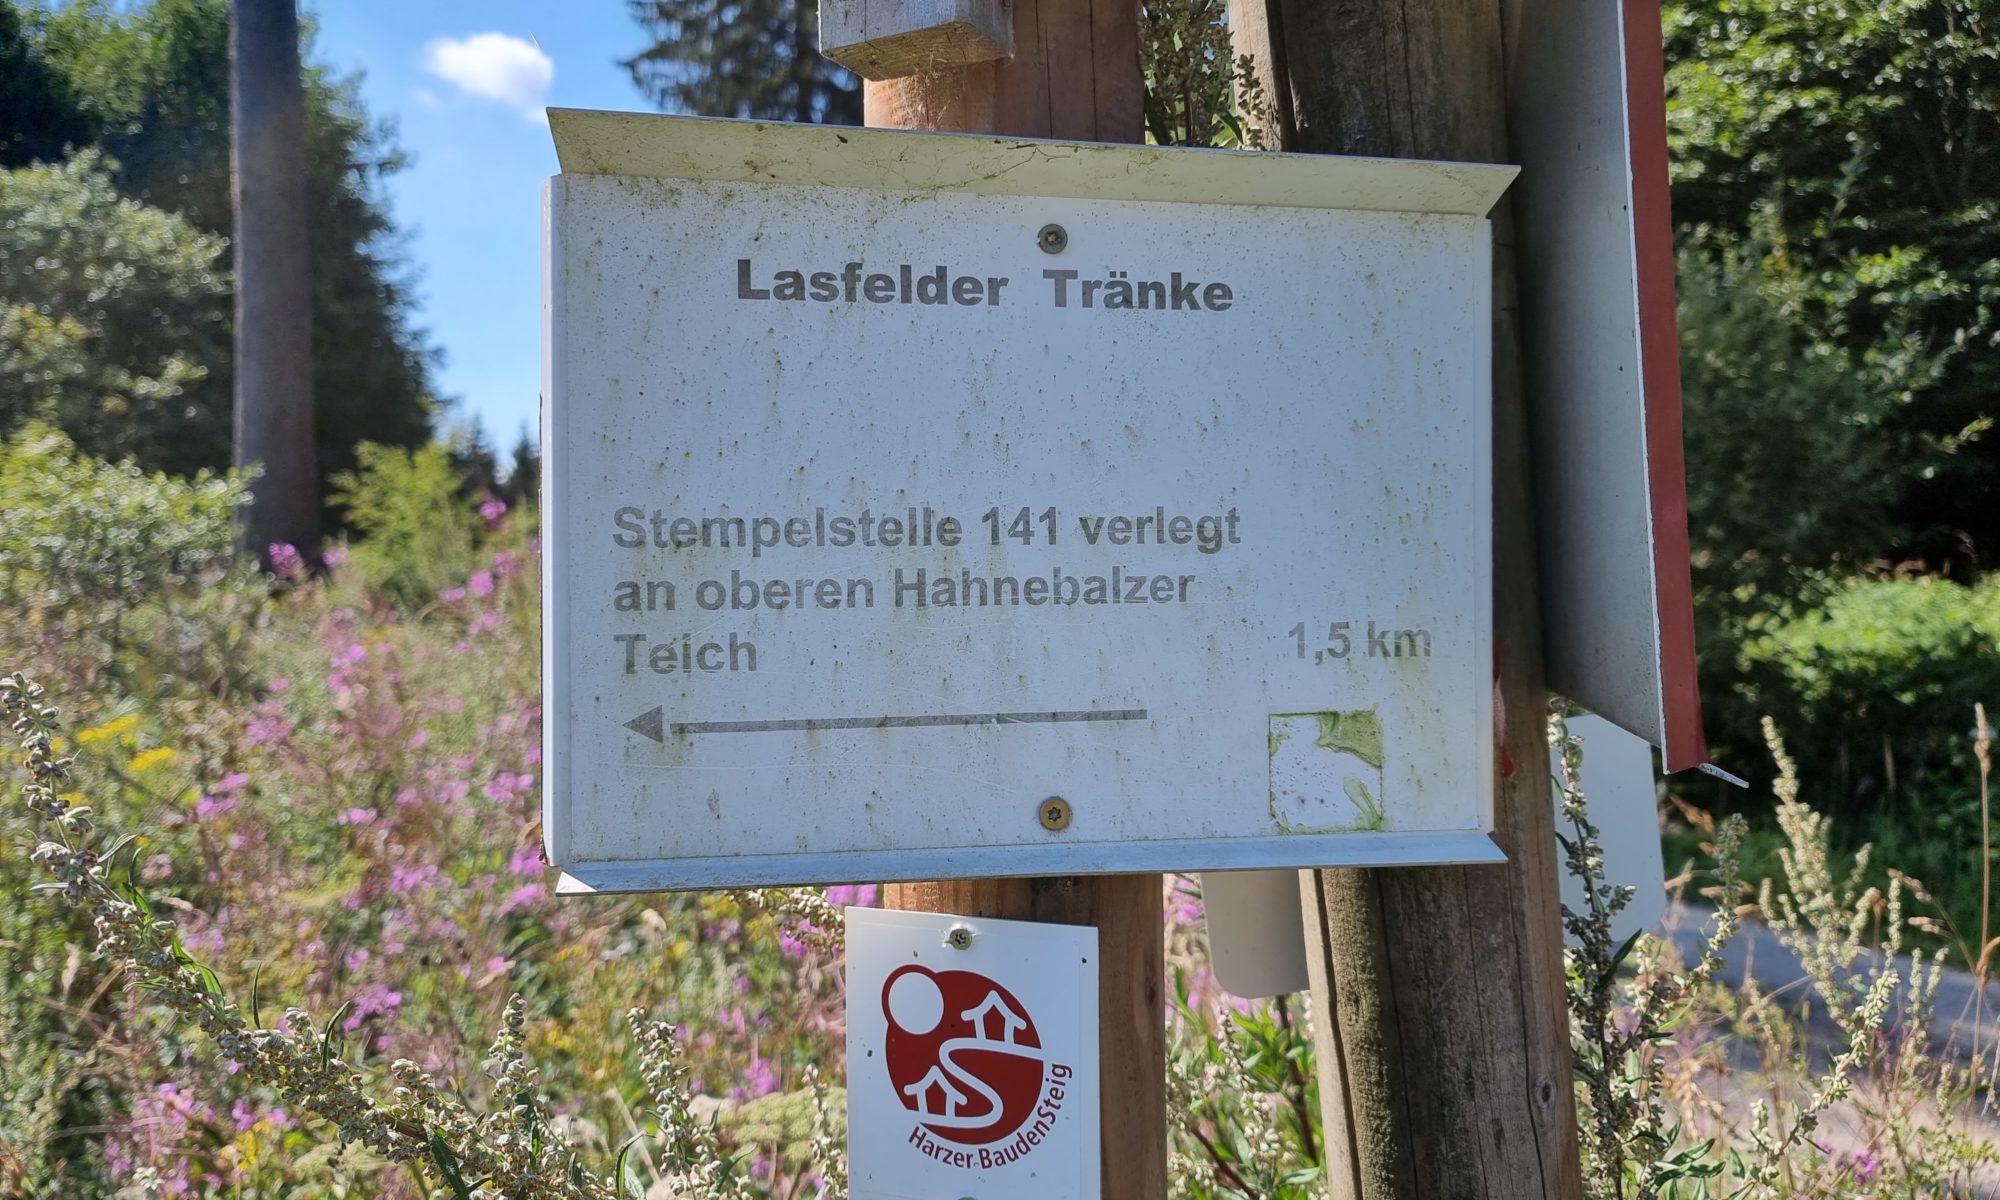 Lasfelder Tränke
Stempelstelle 141 verlegt
an oberen Hahnebalzer
Teich 1,5 km
Harzer BaudenSteig